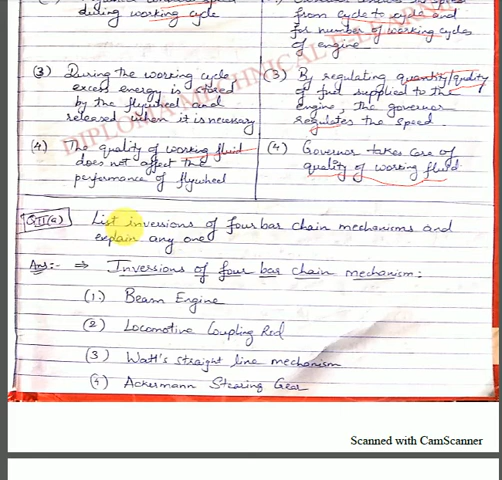 during working cycle
from cycle to cycle and
for number of working cycles
of engine
(3) During the working cycle
excess energy is stored
by the flywheel and
released when it is necessary
(3) By regulating quantity/quality
of fuel supplied to the
engine, the governor
regulates the speed.
(4) The quality of working fluid
does not affect the
performance of flywheel
(4) Governor takes care of
quality of working fluid
DIPLOMA MECHANICAL
QII(a) List inversions of four bar chain mechanisms and
explain any one
Ans:- ⇒ Inversions of four bar chain mechanism:
(1) Beam Engine
(2) Locomotive Coupling Rod
(3) Watt's straight line mechanism
(4) Ackermann Stearing Gear
Scanned with CamScanner